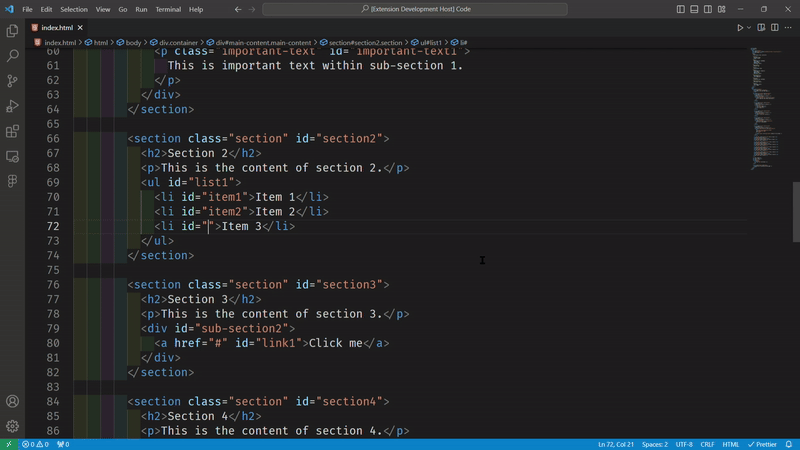 File Edit Selection View Go Run Terminal Help
[Extension Development Host] Code
index.html
index.html > html > body > div.container > div#main-content.main-content > section#section2.section > ul#list1 > li#
60 <p class="important-text" id="important-text1">
61 This is important text within sub-section 1.
62 </p>
63 </div>
64 </section>
65
66 <section class="section" id="section2">
67 <h2>Section 2</h2>
68 <p>This is the content of section 2.</p>
69 <ul id="list1">
70 <li id="item1">Item 1</li>
71 <li id="item2">Item 2</li>
72 <li id="">Item 3</li>
73 </ul>
74 </section>
75
76 <section class="section" id="section3">
77 <h2>Section 3</h2>
78 <p>This is the content of section 3.</p>
79 <div id="sub-section2">
80 <a href="#" id="link1">Click me</a>
81 </div>
82 </section>
83
84 <section class="section" id="section4">
85 <h2>Section 4</h2>
86 <p>This is the content of section 4.</p>
0 0 0 Ln 72, Col 21 Spaces: 2 UTF-8 CRLF HTML Prettier